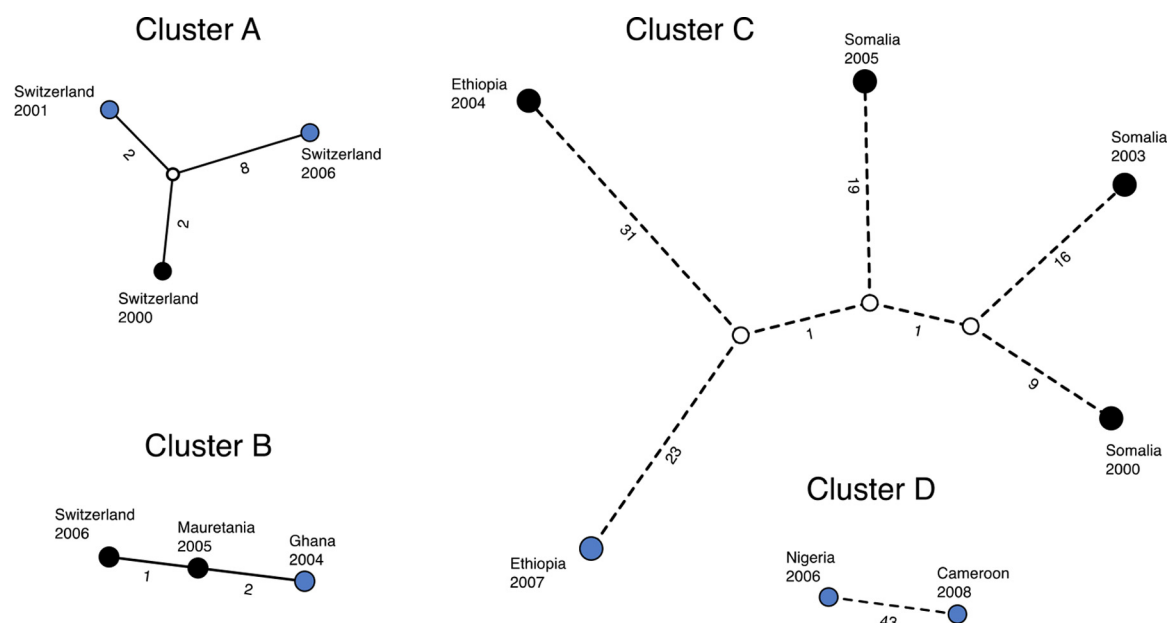 Cluster A
Switzerland
2001
2
8
Switzerland
2006
2
Switzerland
2000
Cluster B
Switzerland
2006
Mauretania
2005
Ghana
2004
1
2
Cluster C
Ethiopia
2004
Somalia
2005
Somalia
2003
31
19
16
1
1
9
Somalia
2000
23
Ethiopia
2007
Cluster D
Nigeria
2006
Cameroon
2008
43